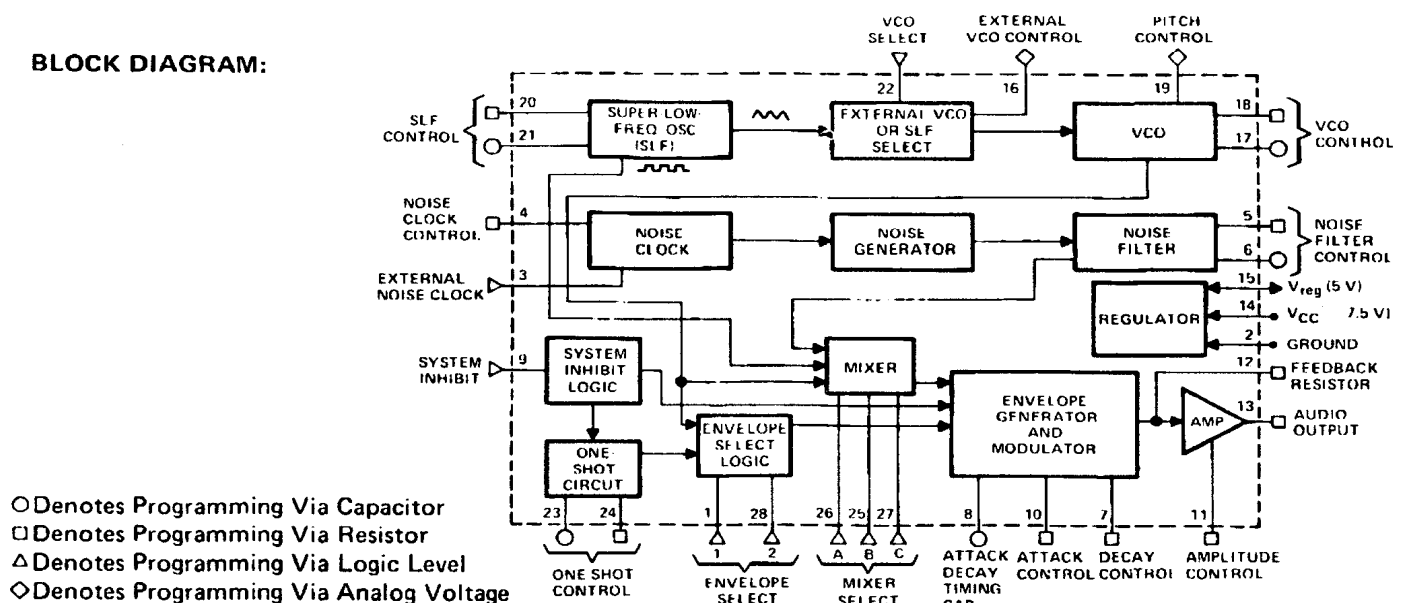 BLOCK DIAGRAM:
VCO
SELECT
EXTERNAL
VCO CONTROL
PITCH
CONTROL
22
16
19
SLF
CONTROL
20
21
SUPER-LOW-
FREQ OSC
(SLF)
EXTERNAL VCO
OR SLF
SELECT
VCO
18
17
VCO
CONTROL
NOISE
CLOCK
CONTROL
4
NOISE
CLOCK
NOISE
GENERATOR
NOISE
FILTER
5
6
NOISE
FILTER
CONTROL
EXTERNAL
NOISE CLOCK
3
REGULATOR
15
Vreg (5 V)
14
VCC 7.5 V)
2
GROUND
SYSTEM
INHIBIT
9
SYSTEM
INHIBIT
LOGIC
MIXER
12
FEEDBACK
RESISTOR
ENVELOPE
GENERATOR
AND
MODULATOR
AMP
13
AUDIO
OUTPUT
ONE-
SHOT
CIRCUT
ENVELOPE
SELECT
LOGIC
23
24
1
28
26
25
27
8
10
7
11
1
2
A
B
C
ONE SHOT
CONTROL
ENVELOPE
SELECT
MIXER
SELECT
ATTACK
DECAY
TIMING
ATTACK
CONTROL
DECAY
CONTROL
AMPLITUDE
CONTROL
○ Denotes Programming Via Capacitor
□ Denotes Programming Via Resistor
△ Denotes Programming Via Logic Level
◇ Denotes Programming Via Analog Voltage